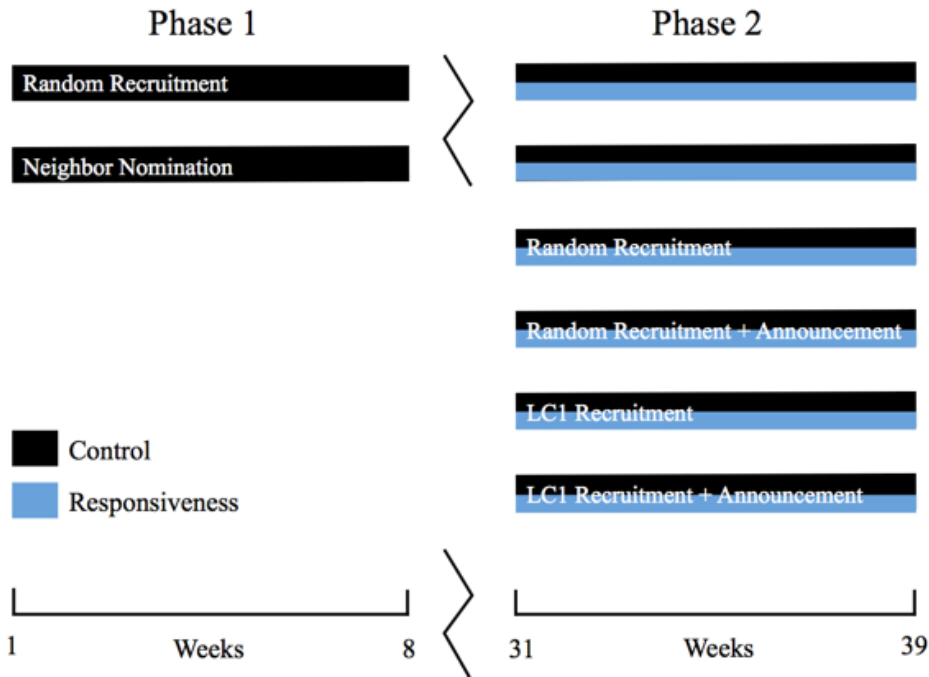 Phase 1
Phase 2
Random Recruitment
Neighbor Nomination
Random Recruitment
Random Recruitment + Announcement
LC1 Recruitment
LC1 Recruitment + Announcement
Control
Responsiveness
1
Weeks
8
31
Weeks
39